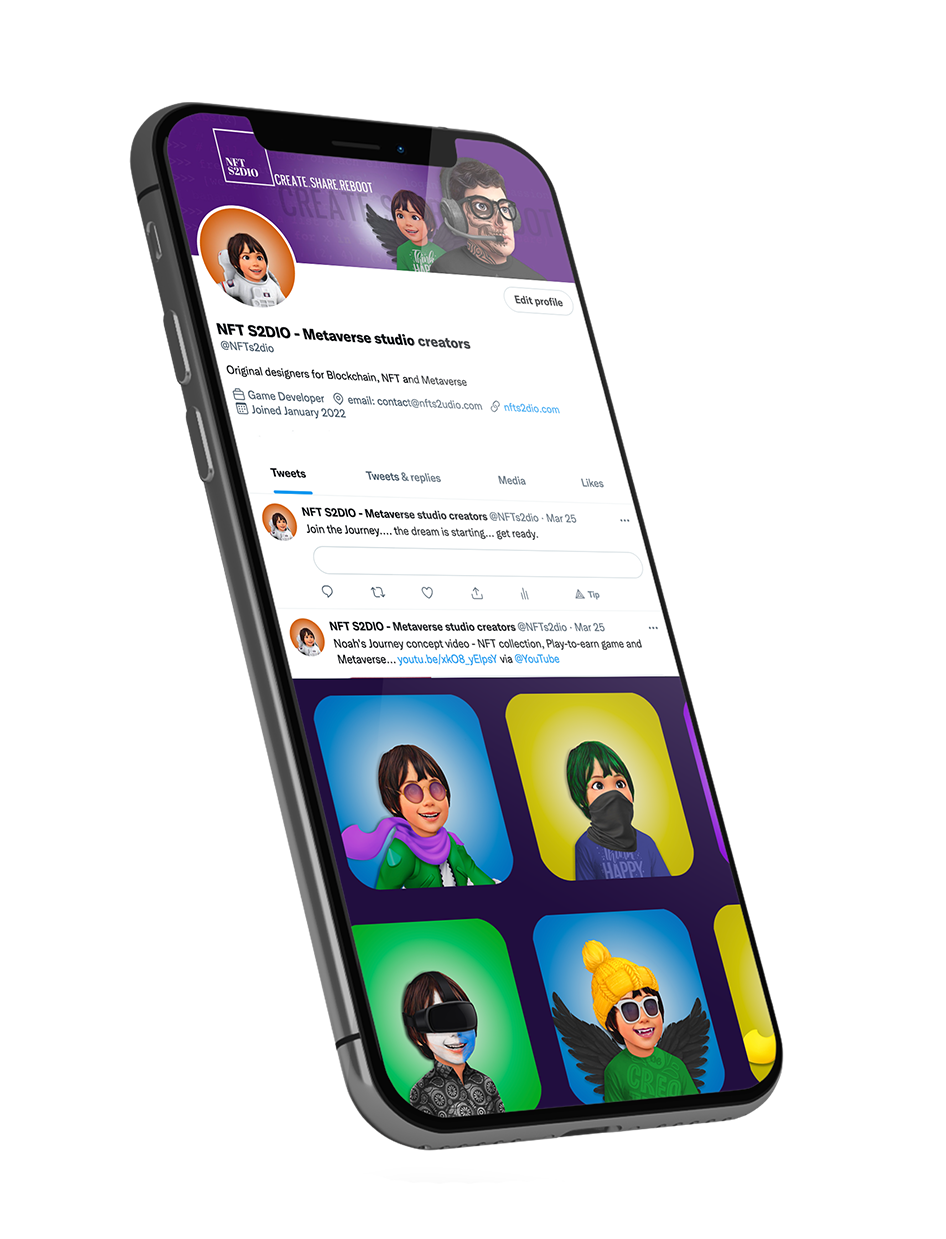 NFT
S2DIO
CREATE.SHARE.REBOOT
Think
HAPPY
Edit profile
NFT S2DIO - Metaverse studio creators
@NFTs2dio
Original designers for Blockchain, NFT and Metaverse
Game Developer email: contact@nfts2udio.com nfts2dio.com
Joined January 2022
Tweets Tweets & replies Media Likes
NFT S2DIO - Metaverse studio creators @NFTs2dio · Mar 25 ...
Join the Journey.... the dream is starting... get ready.
Tip
NFT S2DIO - Metaverse studio creators @NFTs2dio · Mar 25 ...
Noah's Journey concept video - NFT collection, Play-to-earn game and
Metaverse... youtu.be/xkO8_yEIpsY via @YouTube
Think
HAPPY